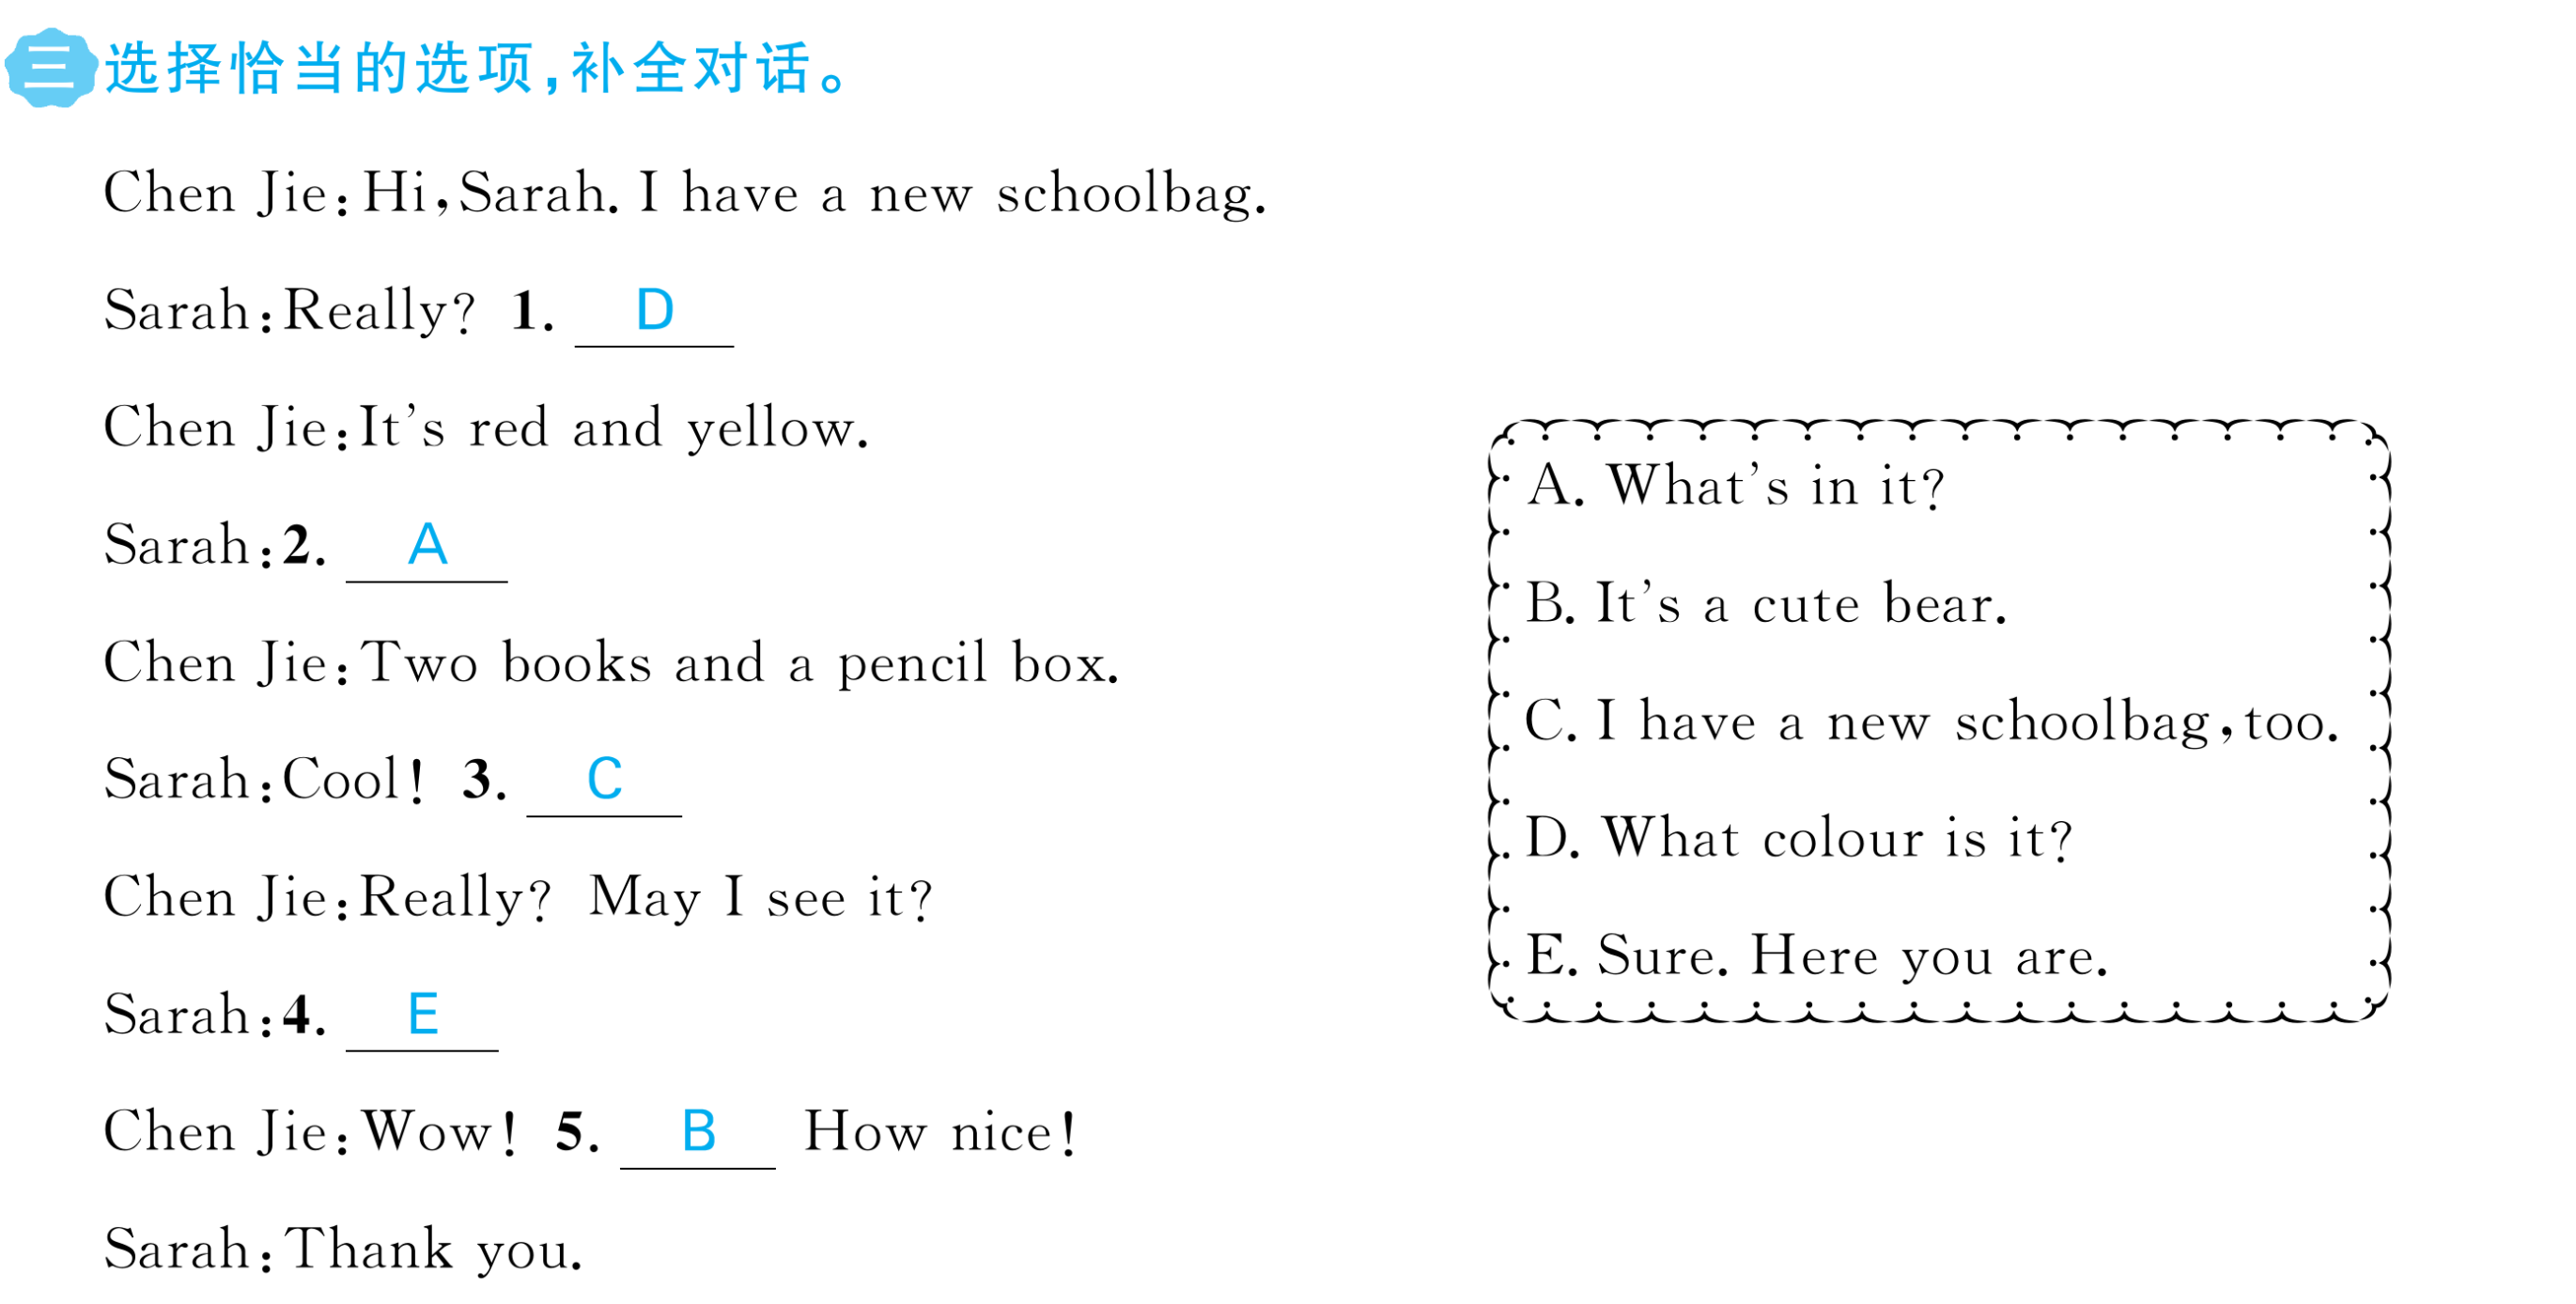 三 选择恰当的选项,补全对话。
Chen Jie:Hi,Sarah. I have a new schoolbag.
Sarah:Really? 1. D
Chen Jie:It's red and yellow.
Sarah:2. A
Chen Jie:Two books and a pencil box.
Sarah:Cool! 3. C
Chen Jie:Really? May I see it?
Sarah:4. E
Chen Jie:Wow! 5. B How nice!
Sarah:Thank you.
A. What's in it?
B. It's a cute bear.
C. I have a new schoolbag,too.
D. What colour is it?
E. Sure. Here you are.